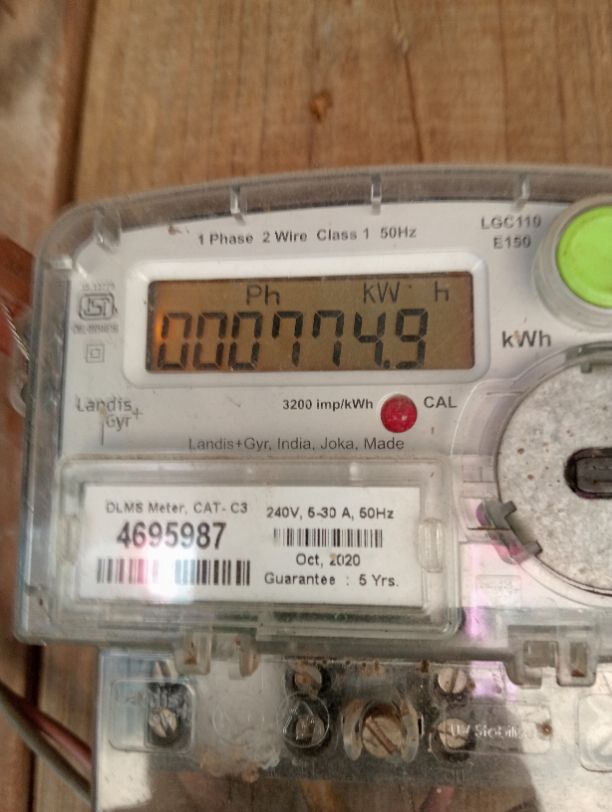 1 Phase 2 Wire Class 1 50Hz
LGC110
E150
Ph KW h
000774.9
kWh
3200 imp/kWh
CAL
Landis
Gyr+
Landis+Gyr, India, Joka, Made
DLMS Meter, CAT- C3
4695987
240V, 5-30 A, 50Hz
Oct, 2020
Guarantee : 5 Yrs.